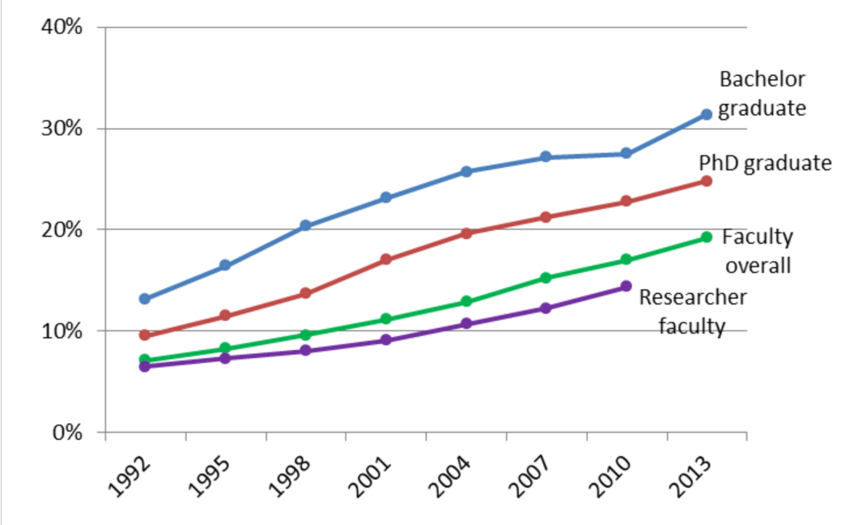 40%
Bachelor
graduate
30%
PhD graduate
20%
Faculty
overall
Researcher
faculty
10%
0%
1992 1995 1998 2001 2004 2007 2010 2013